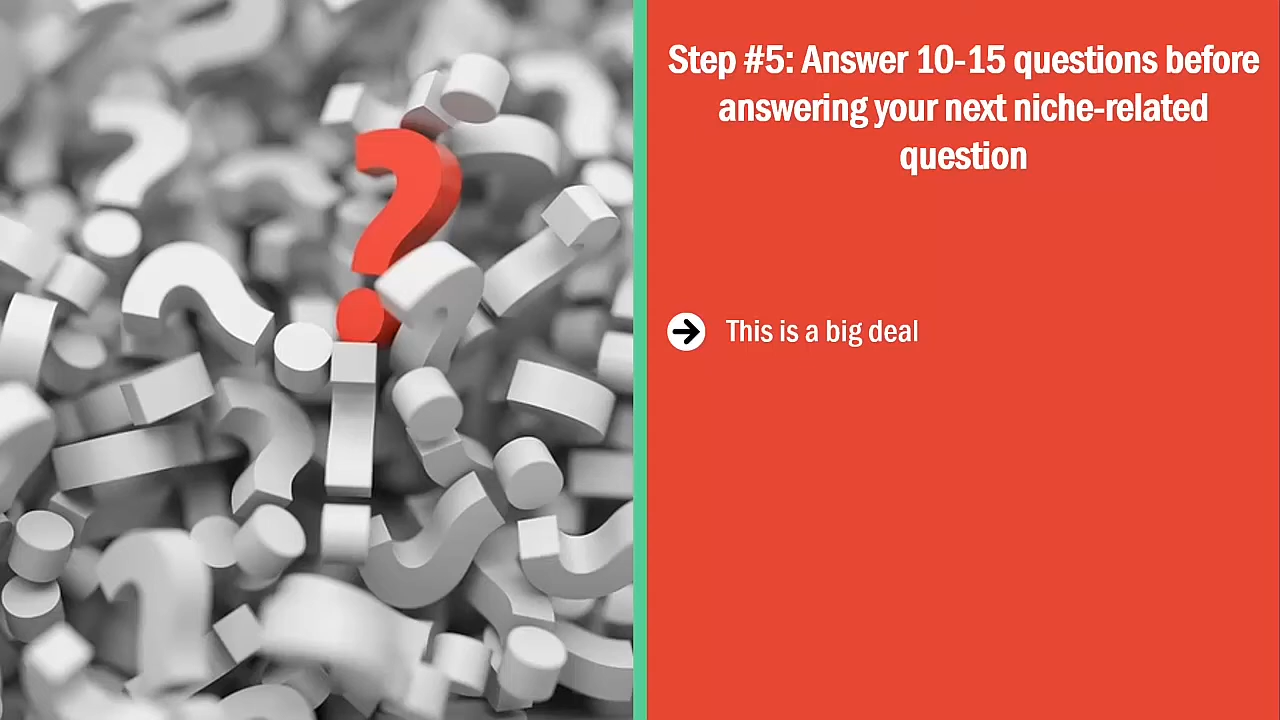 Step #5: Answer 10-15 questions before
answering your next niche-related
question
This is a big deal